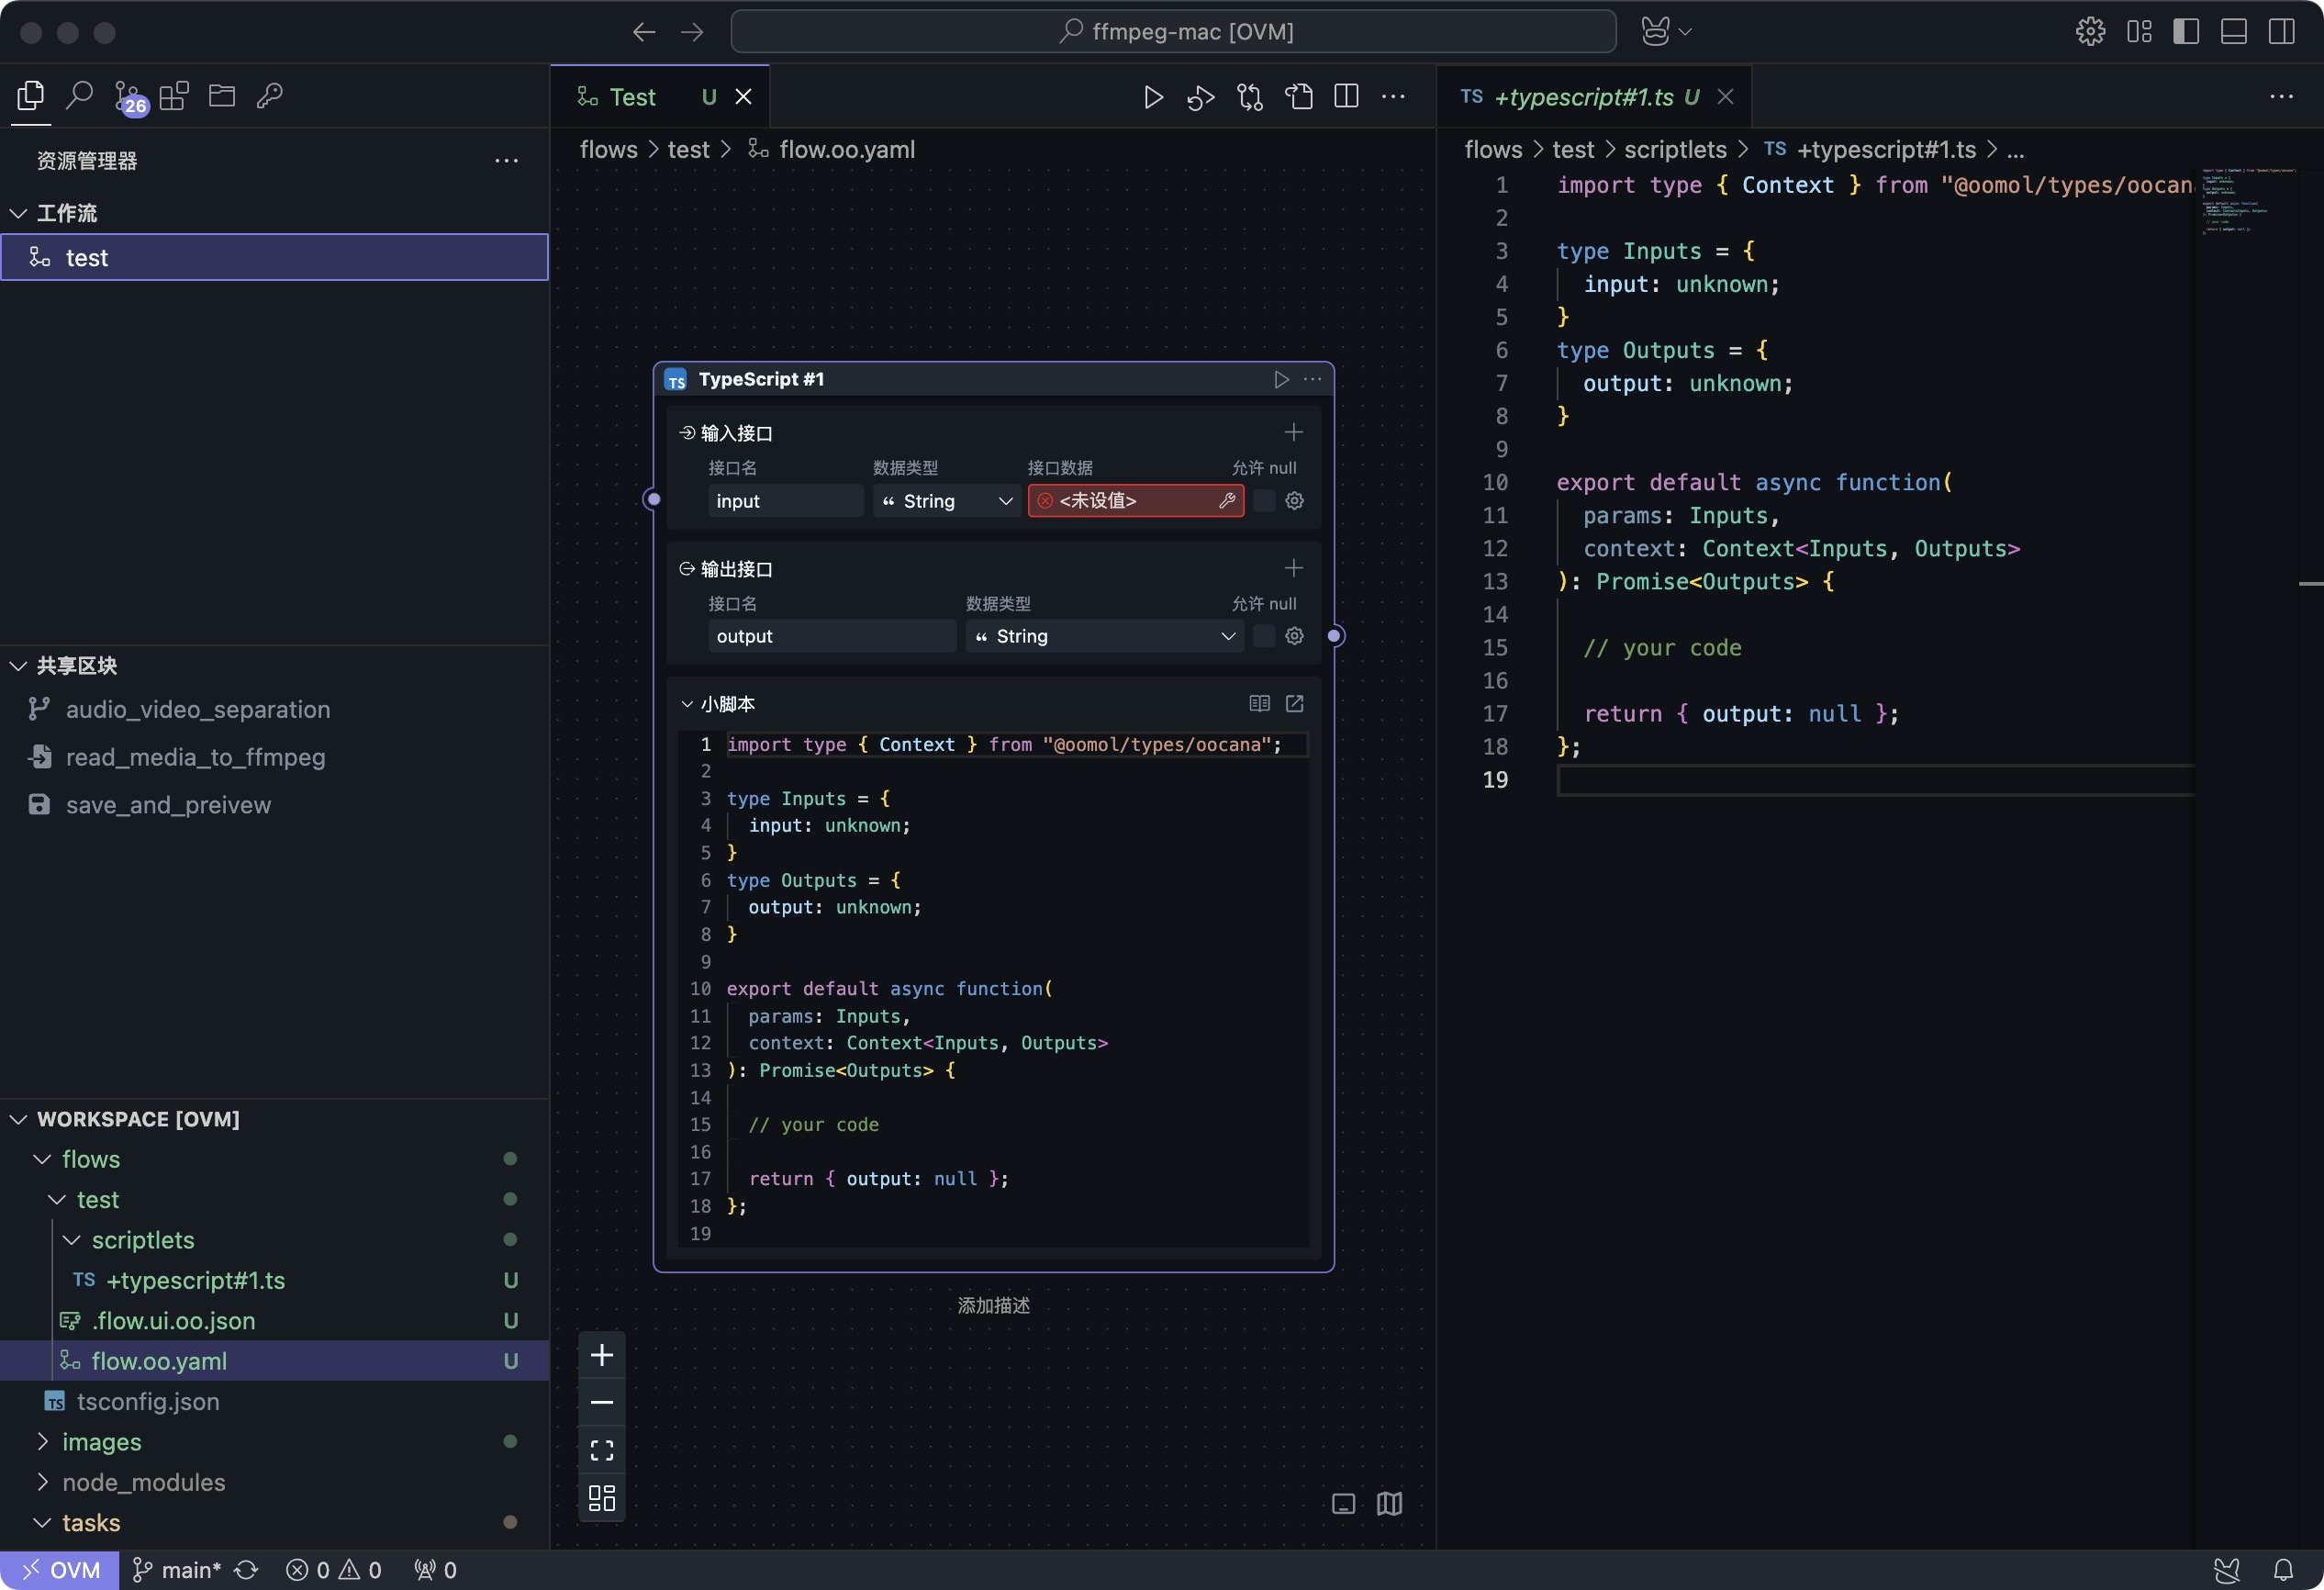 ffmpeg-mac [OVM]
26
资源管理器
工作流
test
共享区块
audio_video_separation
read_media_to_ffmpeg
save_and_preivew
WORKSPACE [OVM]
flows
test
scriptlets
TS +typescript#1.ts U
.flow.ui.oo.json U
flow.oo.yaml U
TS tsconfig.json
images
node_modules
tasks
Test U
flows > test > flow.oo.yaml
TS TypeScript #1
输入接口
接口名 数据类型 接口数据 允许 null
input “ String <未设值>
输出接口
接口名 数据类型 允许 null
output “ String
小脚本
1 import type { Context } from "@oomol/types/oocana";
2
3 type Inputs = {
4 input: unknown;
5 }
6 type Outputs = {
7 output: unknown;
8 }
9
10 export default async function(
11 params: Inputs,
12 context: Context<Inputs, Outputs>
13 ): Promise<Outputs> {
14
15 // your code
16
17 return { output: null };
18 };
19
添加描述
TS +typescript#1.ts U
flows > test > scriptlets > TS +typescript#1.ts > ...
1 import type { Context } from "@oomol/types/oocan
2
3 type Inputs = {
4 input: unknown;
5 }
6 type Outputs = {
7 output: unknown;
8 }
9
10 export default async function(
11 params: Inputs,
12 context: Context<Inputs, Outputs>
13 ): Promise<Outputs> {
14
15 // your code
16
17 return { output: null };
18 };
19
OVM main* 0 0 0